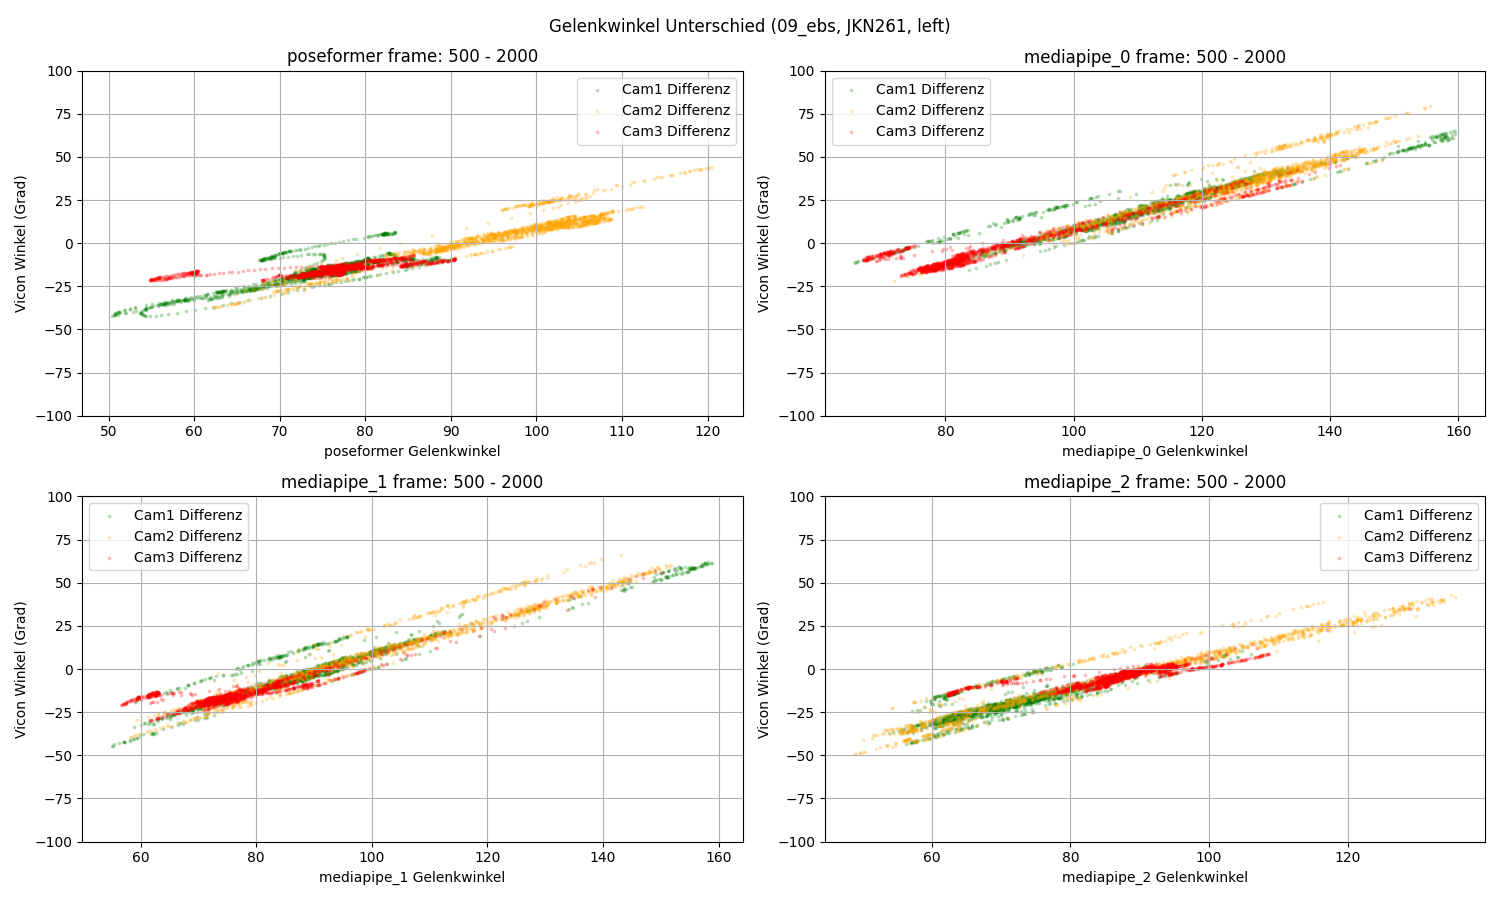 Gelenkwinkel Unterschied (09_ebs, JKN261, left)
poseformer frame: 500 - 2000
100
75
50
25
0
−25
−50
−75
−100
Vicon Winkel (Grad)
Cam1 Differenz
Cam2 Differenz
Cam3 Differenz
50 60 70 80 90 100 110 120
poseformer Gelenkwinkel
mediapipe_0 frame: 500 - 2000
100
75
50
25
0
−25
−50
−75
−100
Vicon Winkel (Grad)
Cam1 Differenz
Cam2 Differenz
Cam3 Differenz
80 100 120 140 160
mediapipe_0 Gelenkwinkel
mediapipe_1 frame: 500 - 2000
100
75
50
25
0
−25
−50
−75
−100
Vicon Winkel (Grad)
Cam1 Differenz
Cam2 Differenz
Cam3 Differenz
60 80 100 120 140 160
mediapipe_1 Gelenkwinkel
mediapipe_2 frame: 500 - 2000
100
75
50
25
0
−25
−50
−75
−100
Vicon Winkel (Grad)
Cam1 Differenz
Cam2 Differenz
Cam3 Differenz
60 80 100 120
mediapipe_2 Gelenkwinkel